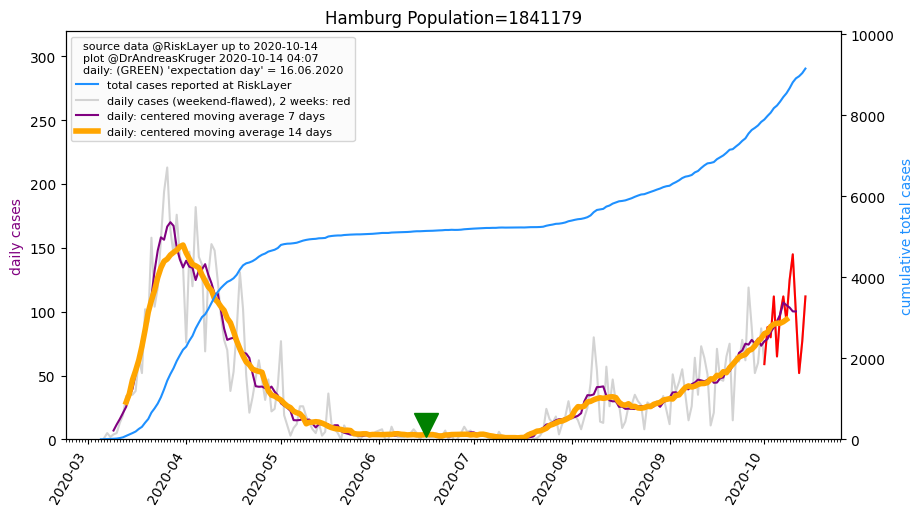 Hamburg Population=1841179
source data @RiskLayer up to 2020-10-14
plot @DrAndreasKruger 2020-10-14 04:07
daily: (GREEN) 'expectation day' = 16.06.2020
total cases reported at RiskLayer
daily cases (weekend-flawed), 2 weeks: red
daily: centered moving average 7 days
daily: centered moving average 14 days
daily cases
300
250
200
150
100
50
0
cumulative total cases
10000
8000
6000
4000
2000
0
2020-03
2020-04
2020-05
2020-06
2020-07
2020-08
2020-09
2020-10